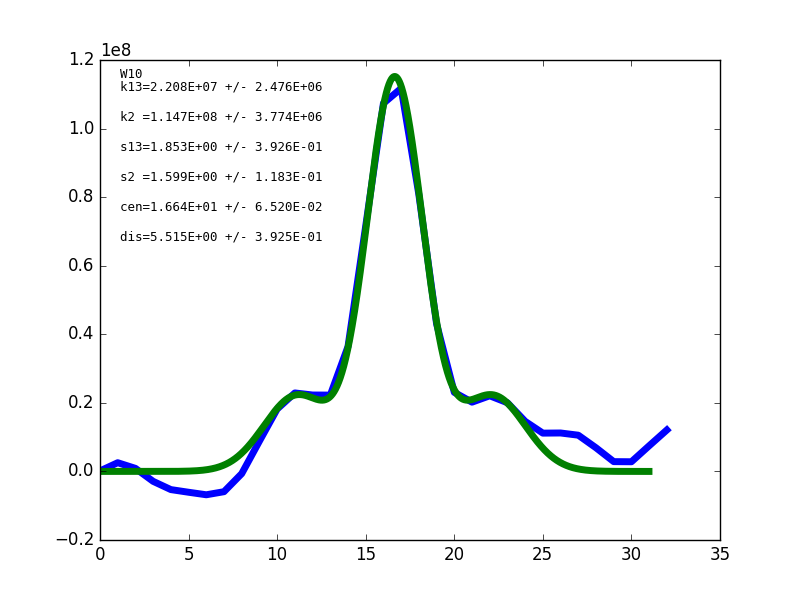 1e8
W10
k13=2.208E+07 +/- 2.476E+06
k2 =1.147E+08 +/- 3.774E+06
s13=1.853E+00 +/- 3.926E-01
s2 =1.599E+00 +/- 1.183E-01
cen=1.664E+01 +/- 6.520E-02
dis=5.515E+00 +/- 3.925E-01
1.2
1.0
0.8
0.6
0.4
0.2
0.0
−0.2
0 5 10 15 20 25 30 35